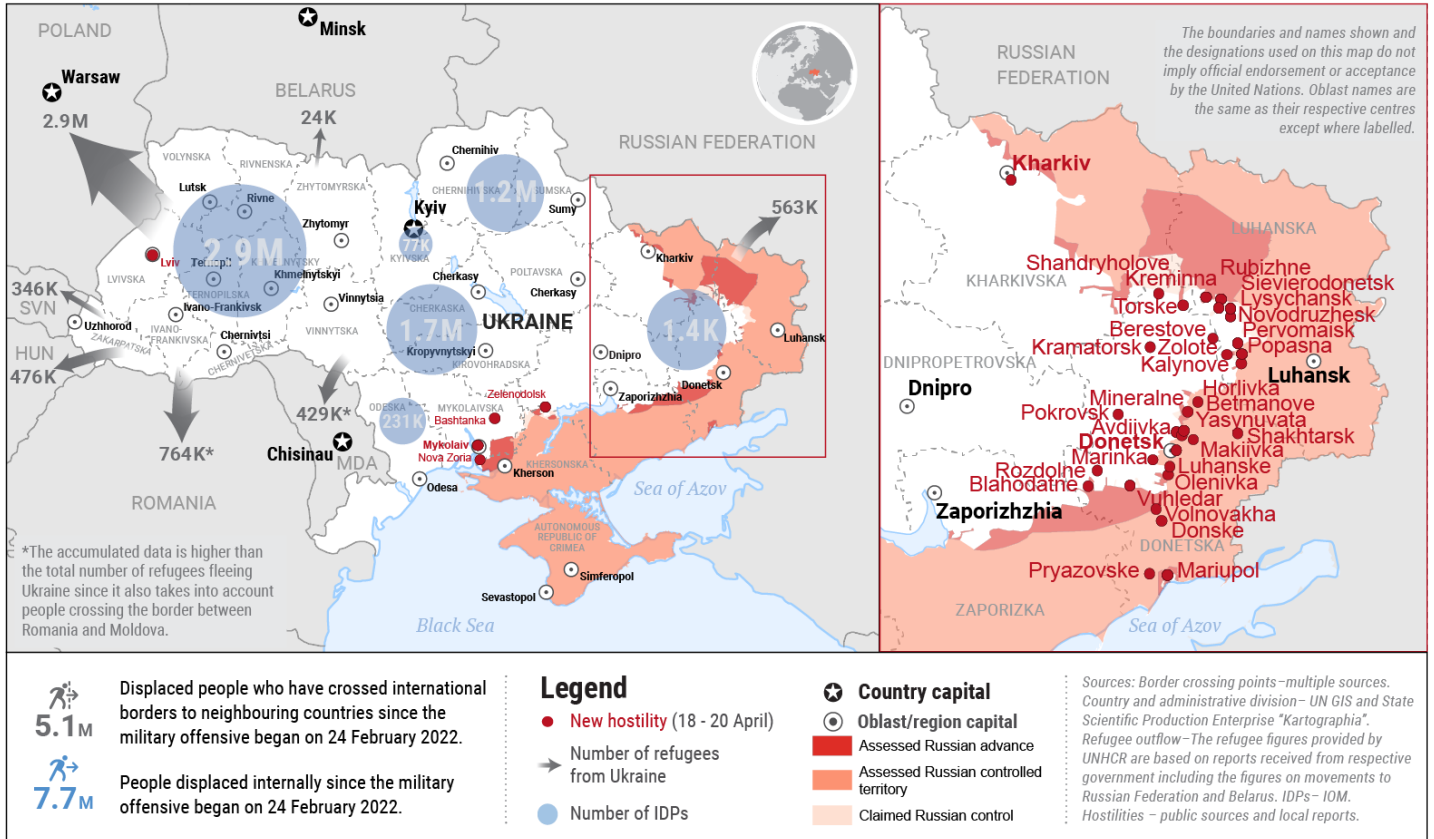 POLAND
Minsk
Warsaw
BELARUS
2.9M
24K
RUSSIAN FEDERATION
VOLYNSKA
RIVNENSKA
ZHYTOMYRSKA
Chernihiv
CHERNIHIVSKA
SUMSKA
1.2M
Lutsk
Rivne
Sumy
Kyiv
563K
Zhytomyr
2.9M
77K
KYIVSKA
Kharkiv
Lviv
LVIVSKA
Khmelnytskyi
TERNOPILSKA
Cherkasy
POLTAVSKA
Cherkasy
346K
SVN
Ivano-Frankivsk
Vinnytsia
CHERKASKA
1.7M
UKRAINE
1.4K
Uzhhorod
ZAKARPATSKA
IVANO-
FRANKIVSKA
Chernivtsi
CHERNIVETSKA
VINNYTSKA
Luhansk
HUN
476K
Kropyvnytskyi
KIROVOHRADSKA
Dnipro
Donetsk
Zaporizhzhia
429K*
ODESKA
231K
MYKOLAIVSKA
Zelenodolsk
Bashtanka
764K*
Chisinau
MDA
Mykolaiv
Nova Zoria
KHERSONSKA
Kherson
ROMANIA
Odesa
Sea of Azov
AUTONOMOUS
REPUBLIC OF
CRIMEA
Simferopol
Sevastopol
Black Sea
*The accumulated data is higher than
the total number of refugees fleeing
Ukraine since it also takes into account
people crossing the border between
Romania and Moldova.
The boundaries and names shown and
the designations used on this map do not
imply official endorsement or acceptance
by the United Nations. Oblast names are
the same as their respective centres
except where labelled.
RUSSIAN
FEDERATION
Kharkiv
LUHANSKA
KHARKIVSKA
Shandryholove
Kreminna
Rubizhne
Sievierodonetsk
Torske
Lysychansk
Novodruzhesk
Berestove
Pervomaisk
Kramatorsk
Zolote
Popasna
Kalynove
DNIPROPETROVSKA
Luhansk
Dnipro
Horlivka
Mineralne
Betmanove
Pokrovsk
Yasynuvata
Avdiivka
Shakhtarsk
Donetsk
Makiivka
Marinka
Luhanske
Rozdolne
Olenivka
Blahodatne
Vuhledar
Zaporizhzhia
Volnovakha
Donske
DONETSKA
Pryazovske
Mariupol
ZAPORIZKA
Sea of Azov
5.1M
Displaced people who have crossed international
borders to neighbouring countries since the
military offensive began on 24 February 2022.
7.7M
People displaced internally since the military
offensive began on 24 February 2022.
Legend
New hostility (18 - 20 April)
Number of refugees
from Ukraine
Number of IDPs
Country capital
Oblast/region capital
Assessed Russian advance
Assessed Russian controlled
territory
Claimed Russian control
Sources: Border crossing points–multiple sources.
Country and administrative division– UN GIS and State
Scientific Production Enterprise "Kartographia".
Refugee outflow–The refugee figures provided by
UNHCR are based on reports received from respective
government including the figures on movements to
Russian Federation and Belarus. IDPs– IOM.
Hostilities – public sources and local reports.